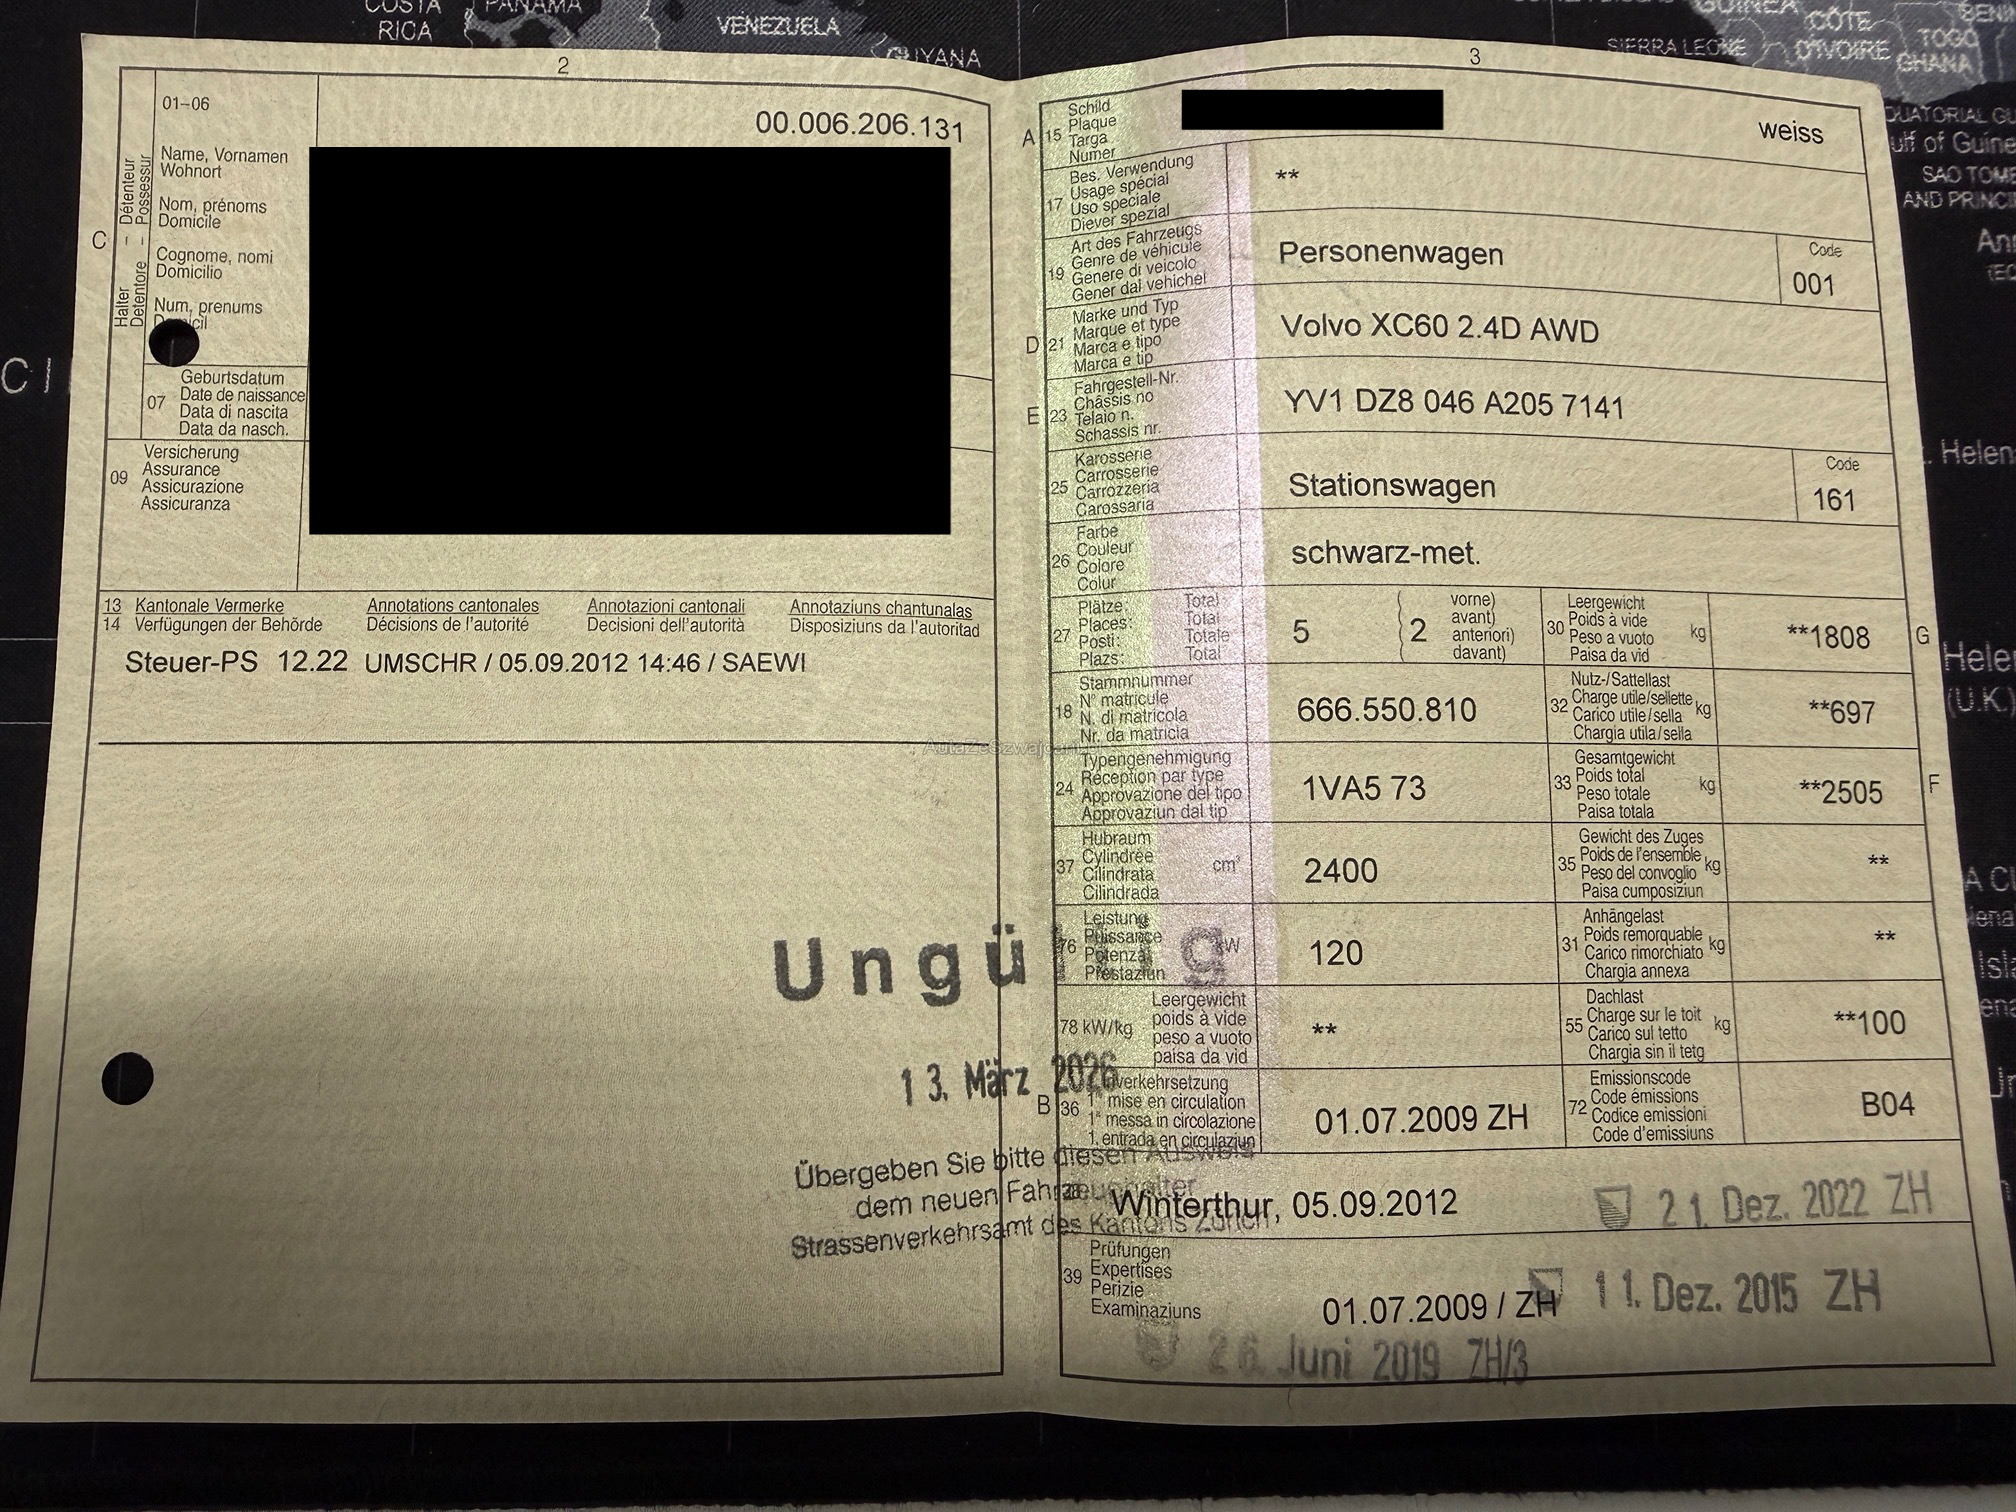 COSTA
RICA
PANAMA
VENEZUELA
GUYANA
SIERRA LEONE
GUINEA
CÔTE
D'IVOIRE
TOGO
GHANA
BENI
QUATORIAL GU
ulf of Guine
SAO TOME
AND PRINC
2
01-06
00.006.206.131
C
Halter – Détenteur
Detentore – Possessur
Name, Vornamen
Wohnort
Nom, prénoms
Domicile
Cognome, nomi
Domicilio
Num, prenums
07
Geburtsdatum
Date de naissance
Data di nascita
Data da nasch.
09
Versicherung
Assurance
Assicurazione
Assicuranza
13 Kantonale Vermerke Annotations cantonales Annotazioni cantonali Annotaziuns chantunalas
14 Verfügungen der Behörde Décisions de l'autorité Decisioni dell'autorità Disposiziuns da l'autoritad
Steuer-PS 12.22 UMSCHR / 05.09.2012 14:46 / SAEWI
AutaZeSzwajcarii
3
A 15
Schild
Plaque
Targa
Numer
weiss
17
Bes. Verwendung
Usage spécial
Uso speciale
Diever spezial
**
19
Art des Fahrzeugs
Genre de véhicule
Genere di veicolo
Gener dal vehichel
Personenwagen
Code
001
D 21
Marke und Typ
Marque et type
Marca e tipo
Marca e tip
Volvo XC60 2.4D AWD
E 23
Fahrgestell-Nr.
Châssis no
Telaio n.
Schassis nr.
YV1 DZ8 046 A205 7141
25
Karosserie
Carrosserie
Carrozzeria
Carossaria
Stationswagen
Code
161
26
Farbe
Couleur
Colore
Colur
schwarz-met.
27
Plätze: Total
Places: Total
Posti: Totale
Plazs: Total
5
2
vorne)
avant)
anteriori)
davant)
30
Leergewicht
Poids à vide
Peso a vuoto kg
Paisa da vid
**1808
G
18
Stammnummer
N° matricule
N. di matricola
Nr. da matricla
666.550.810
32
Nutz-/Sattellast
Charge utile/sellette kg
Carico utile/sella
Chargia utila/sella
**697
24
Typengenehmigung
Réception par type
Approvazione del tipo
Approvaziun dal tip
1VA5 73
33
Gesamtgewicht
Poids total kg
Peso totale
Paisa totala
**2505
F
37
Hubraum
Cylindrée
Cilindrata cm³
Cilindrada
2400
35
Gewicht des Zuges
Poids de l'ensemble kg
Peso del convoglio
Paisa cumposiziun
**
76
Leistung
Puissance
Potenza kW
Prestaziun
120
31
Anhängelast
Poids remorquable
Carico rimorchiato kg
Chargia annexa
**
78 kW/kg
Leergewicht
poids à vide
peso a vuoto
paisa da vid
**
55
Dachlast
Charge sur le toit
Carico sul tetto kg
Chargia sin il tetg
**100
B 36
verkehrsetzung
1re mise en circulation
1a messa in circolazione
1. entrada en circulaziun
01.07.2009 ZH
72
Emissionscode
Code émissions
Codice emissioni
Code d'emissiuns
B04
Winterthur, 05.09.2012
21. Dez. 2022 ZH
39
Prüfungen
Expertises
Perizie
Examinaziuns
01.07.2009 / ZH
11. Dez. 2015 ZH
26. Juni 2019 ZH/3
Ungültig
13. März 2026
Übergeben Sie bitte diesen Ausweis
dem neuen Fahrzeughalter
Strassenverkehrsamt des Kantons Zürich
Helen
(U.K.)